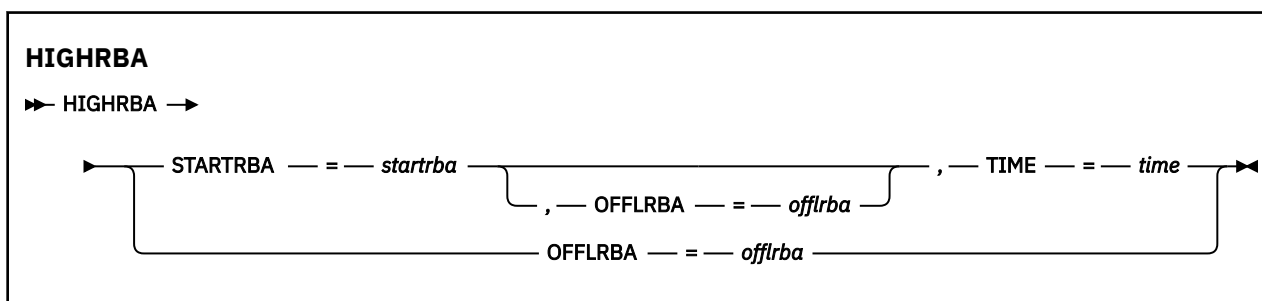 HIGHRBA
HIGHRBA
STARTRBA = startrba , TIME = time
, OFFLRBA = offlrba
OFFLRBA = offlrba